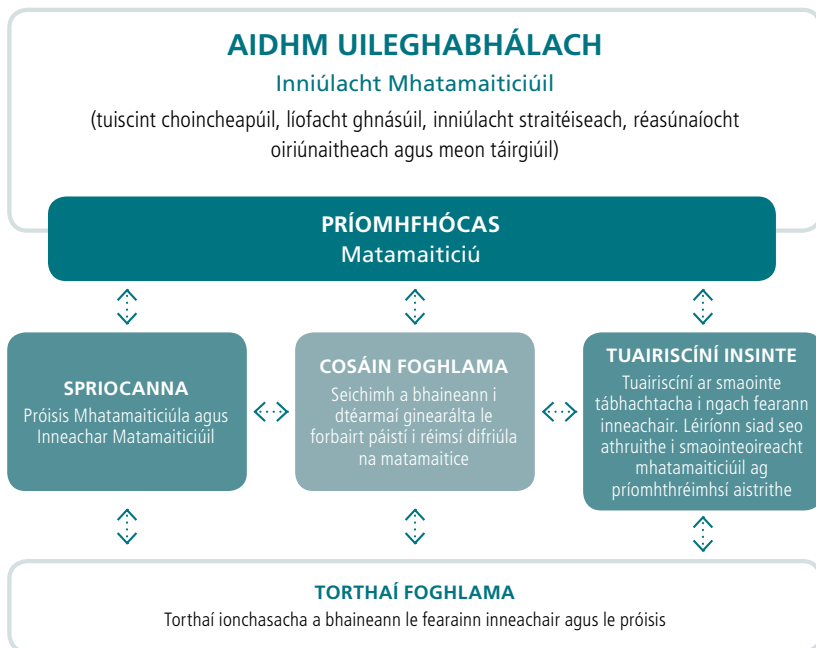 AIDHM UILEGHABHÁLACH
Inniúlacht Mhatamaiticiúil
(tuiscint choincheapúil, líofacht ghnásúil, inniúlacht straitéiseach, réasúnaíocht
oiriúnaitheach agus meon táirgiúil)
PRÍOMHFHÓCAS
Matamaiticiú
SPRIOCANNA
Próisis Mhatamaiticiúla agus
Inneachar Matamaiticiúil
COSÁIN FOGHLAMA
Seichimh a bhaineann i
dtéarmaí ginearálta le
forbairt páistí i réimsí difriúla
na matamaitice
TUAIRISCÍNÍ INSINTE
Tuairiscíní ar smaointe
tábhachtacha i ngach fearann
inneachair. Léiríonn siad seo
athruithe i smaointeoireacht
mhatamaiticiúil ag
príomhthréimhsí aistrithe
TORTHAÍ FOGHLAMA
Torthaí ionchasacha a bhaineann le fearainn inneachair agus le próisis